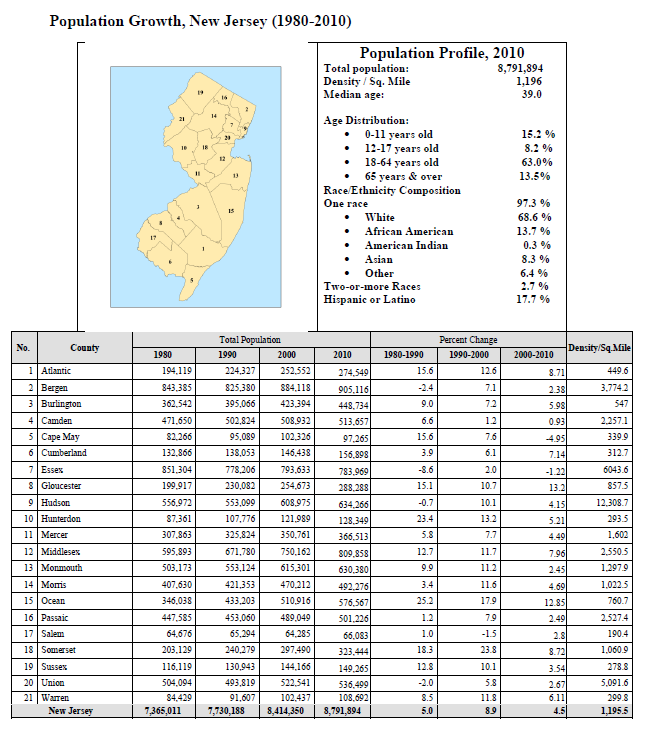 Population Growth, New Jersey (1980-2010)
19
16
2
21
14
7
9
20
10
18
12
11
13
3
15
4
8
17
1
6
5
Population Profile, 2010
Total population: 8,791,894
Density / Sq. Mile 1,196
Median age: 39.0
Age Distribution:
• 0-11 years old 15.2 %
• 12-17 years old 8.2 %
• 18-64 years old 63.0%
• 65 years & over 13.5%
Race/Ethnicity Composition
One race 97.3 %
• White 68.6 %
• African American 13.7 %
• American Indian 0.3 %
• Asian 8.3 %
• Other 6.4 %
Two-or-more Races 2.7 %
Hispanic or Latino 17.7 %
No. County Total Population Percent Change Density/Sq.Mile
1980 1990 2000 2010 1980-1990 1990-2000 2000-2010
1 Atlantic 194,119 224,327 252,552 274,549 15.6 12.6 8.71 449.6
2 Bergen 843,385 825,380 884,118 905,116 -2.4 7.1 2.38 3,774.2
3 Burlington 362,542 395,066 423,394 448,734 9.0 7.2 5.98 547
4 Camden 471,650 502,824 508,932 513,657 6.6 1.2 0.93 2,257.1
5 Cape May 82,266 95,089 102,326 97,265 15.6 7.6 -4.95 339.9
6 Cumberland 132,866 138,053 146,438 156,898 3.9 6.1 7.14 312.7
7 Essex 851,304 778,206 793,633 783,969 -8.6 2.0 -1.22 6043.6
8 Gloucester 199,917 230,082 254,673 288,288 15.1 10.7 13.2 857.5
9 Hudson 556,972 553,099 608,975 634,266 -0.7 10.1 4.15 12,308.7
10 Hunterdon 87,361 107,776 121,989 128,349 23.4 13.2 5.21 293.5
11 Mercer 307,863 325,824 350,761 366,513 5.8 7.7 4.49 1,602
12 Middlesex 595,893 671,780 750,162 809,858 12.7 11.7 7.96 2,550.5
13 Monmouth 503,173 553,124 615,301 630,380 9.9 11.2 2.45 1,297.9
14 Morris 407,630 421,353 470,212 492,276 3.4 11.6 4.69 1,022.5
15 Ocean 346,038 433,203 510,916 576,567 25.2 17.9 12.85 760.7
16 Passaic 447,585 453,060 489,049 501,226 1.2 7.9 2.49 2,527.4
17 Salem 64,676 65,294 64,285 66,083 1.0 -1.5 2.8 190.4
18 Somerset 203,129 240,279 297,490 323,444 18.3 23.8 8.72 1,060.9
19 Sussex 116,119 130,943 144,166 149,265 12.8 10.1 3.54 278.8
20 Union 504,094 493,819 522,541 536,499 -2.0 5.8 2.67 5,091.6
21 Warren 84,429 91,607 102,437 108,692 8.5 11.8 6.11 299.8
New Jersey 7,365,011 7,730,188 8,414,350 8,791,894 5.0 8.9 4.5 1,195.5